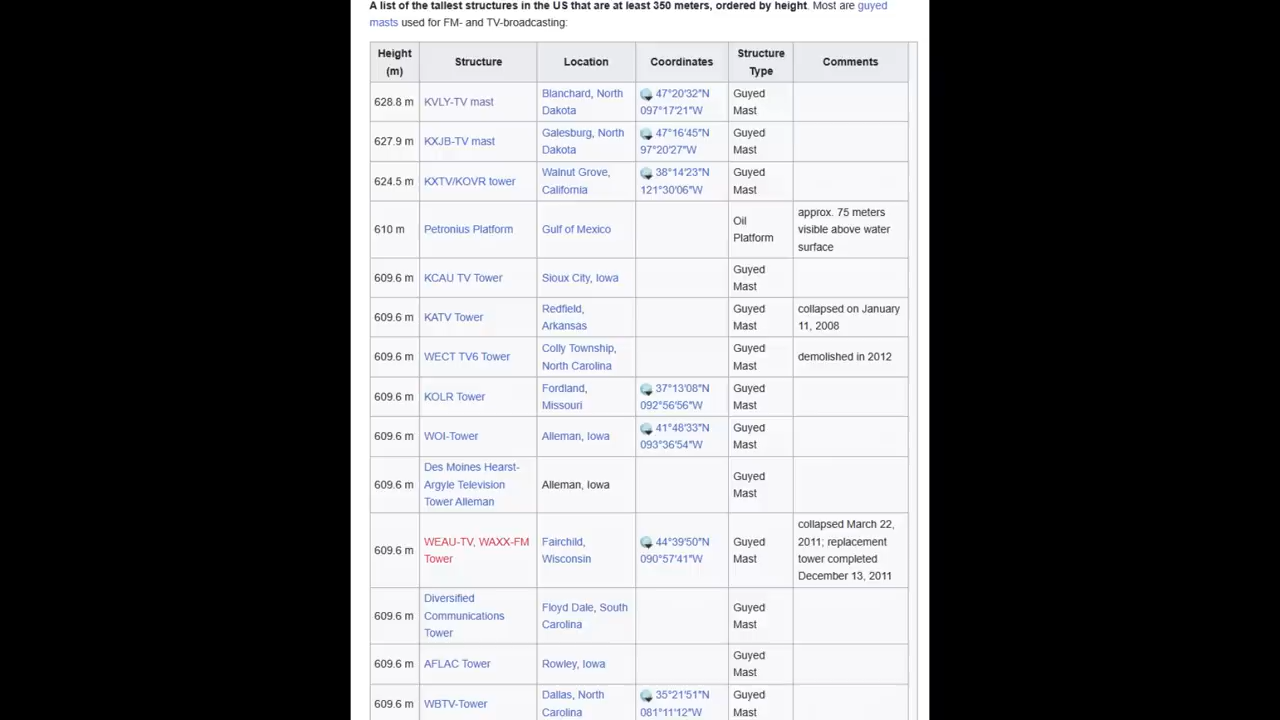 A list of the tallest structures in the US that are at least 350 meters, ordered by height. Most are guyed
masts used for FM- and TV-broadcasting:
Height (m) Structure Location Coordinates Structure Type Comments
628.8 m KVLY-TV mast Blanchard, North Dakota 47°20′32″N 097°17′21″W Guyed Mast
627.9 m KXJB-TV mast Galesburg, North Dakota 47°16′45″N 97°20′27″W Guyed Mast
624.5 m KXTV/KOVR tower Walnut Grove, California 38°14′23″N 121°30′06″W Guyed Mast
610 m Petronius Platform Gulf of Mexico Oil Platform approx. 75 meters visible above water surface
609.6 m KCAU TV Tower Sioux City, Iowa Guyed Mast
609.6 m KATV Tower Redfield, Arkansas Guyed Mast collapsed on January 11, 2008
609.6 m WECT TV6 Tower Colly Township, North Carolina Guyed Mast demolished in 2012
609.6 m KOLR Tower Fordland, Missouri 37°13′08″N 092°56′56″W Guyed Mast
609.6 m WOI-Tower Alleman, Iowa 41°48′33″N 093°36′54″W Guyed Mast
609.6 m Des Moines Hearst-Argyle Television Tower Alleman Alleman, Iowa Guyed Mast
609.6 m WEAU-TV, WAXX-FM Tower Fairchild, Wisconsin 44°39′50″N 090°57′41″W Guyed Mast collapsed March 22, 2011; replacement tower completed December 13, 2011
609.6 m Diversified Communications Tower Floyd Dale, South Carolina Guyed Mast
609.6 m AFLAC Tower Rowley, Iowa Guyed Mast
609.6 m WBTV-Tower Dallas, North Carolina 35°21′51″N 081°11′12″W Guyed Mast